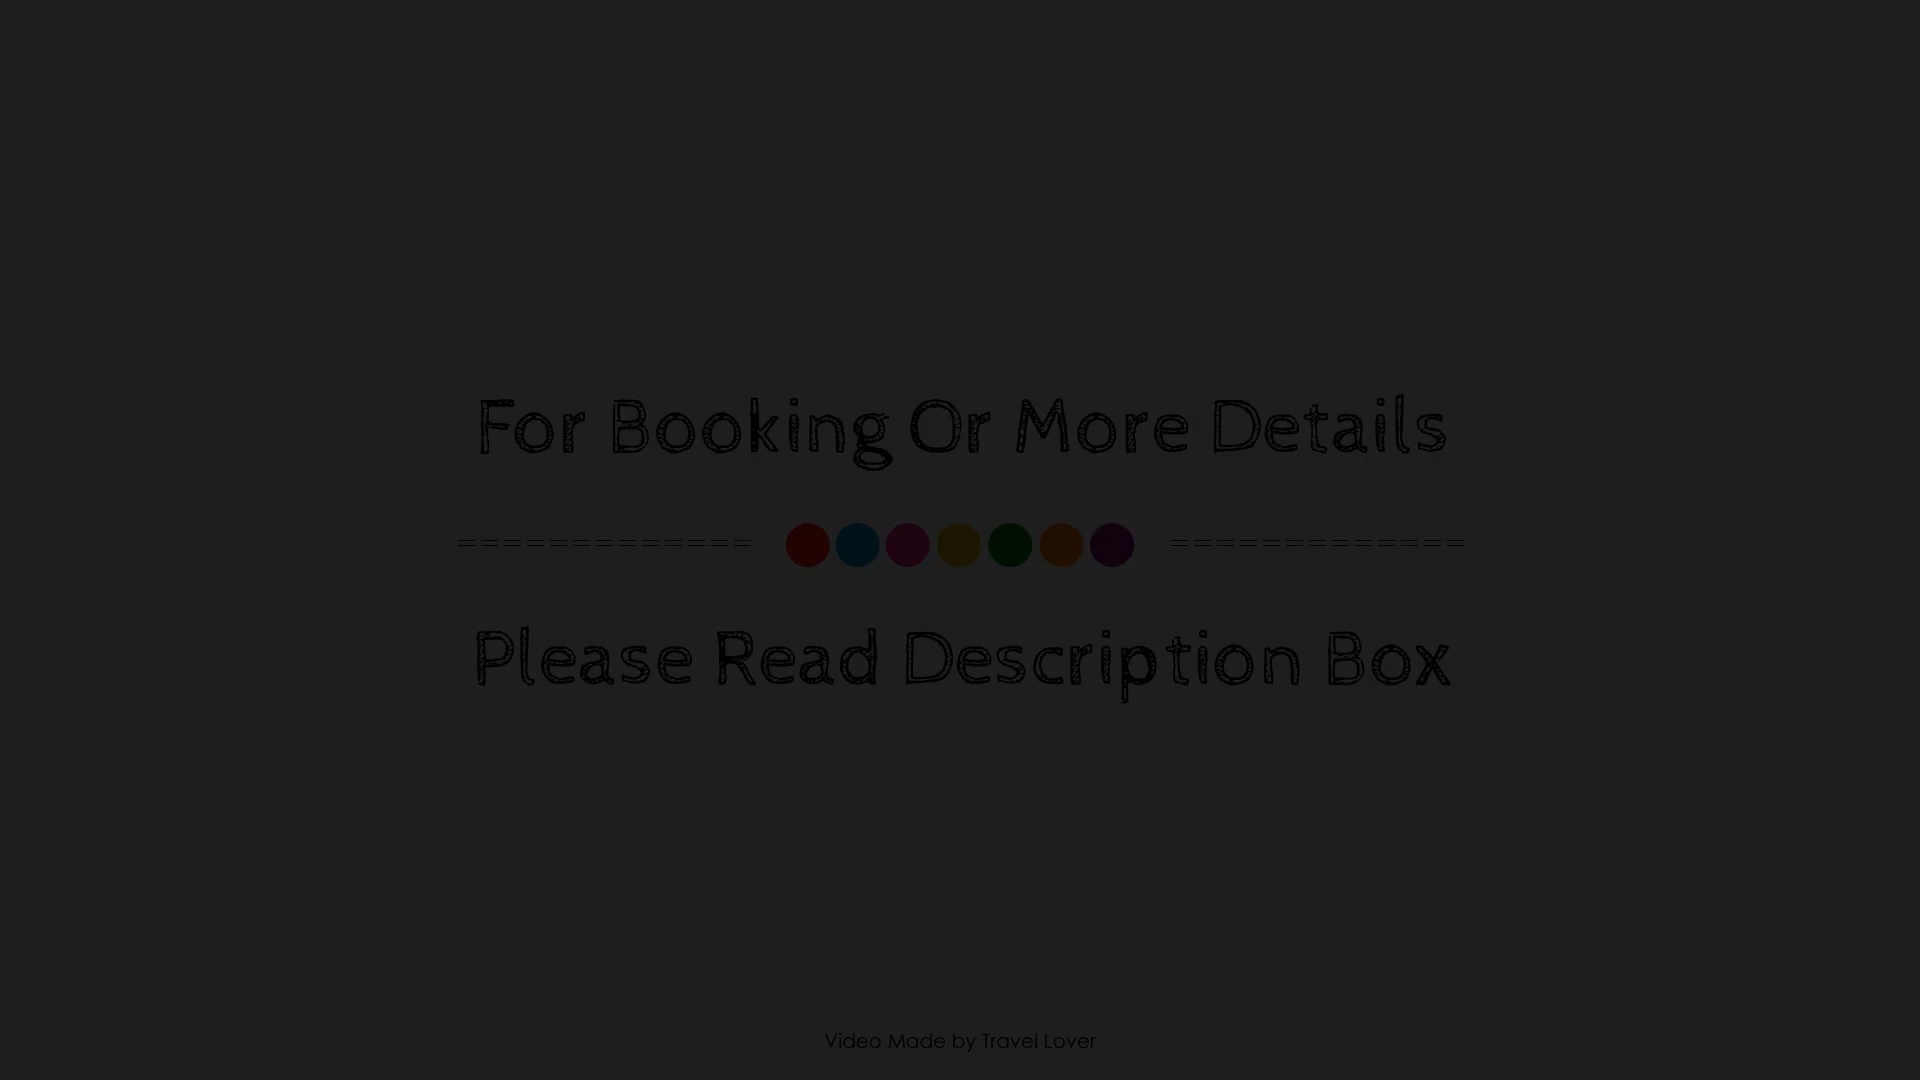 For Booking Or More Details
============= =============
Please Read Description Box
Video Made by Travel Lover